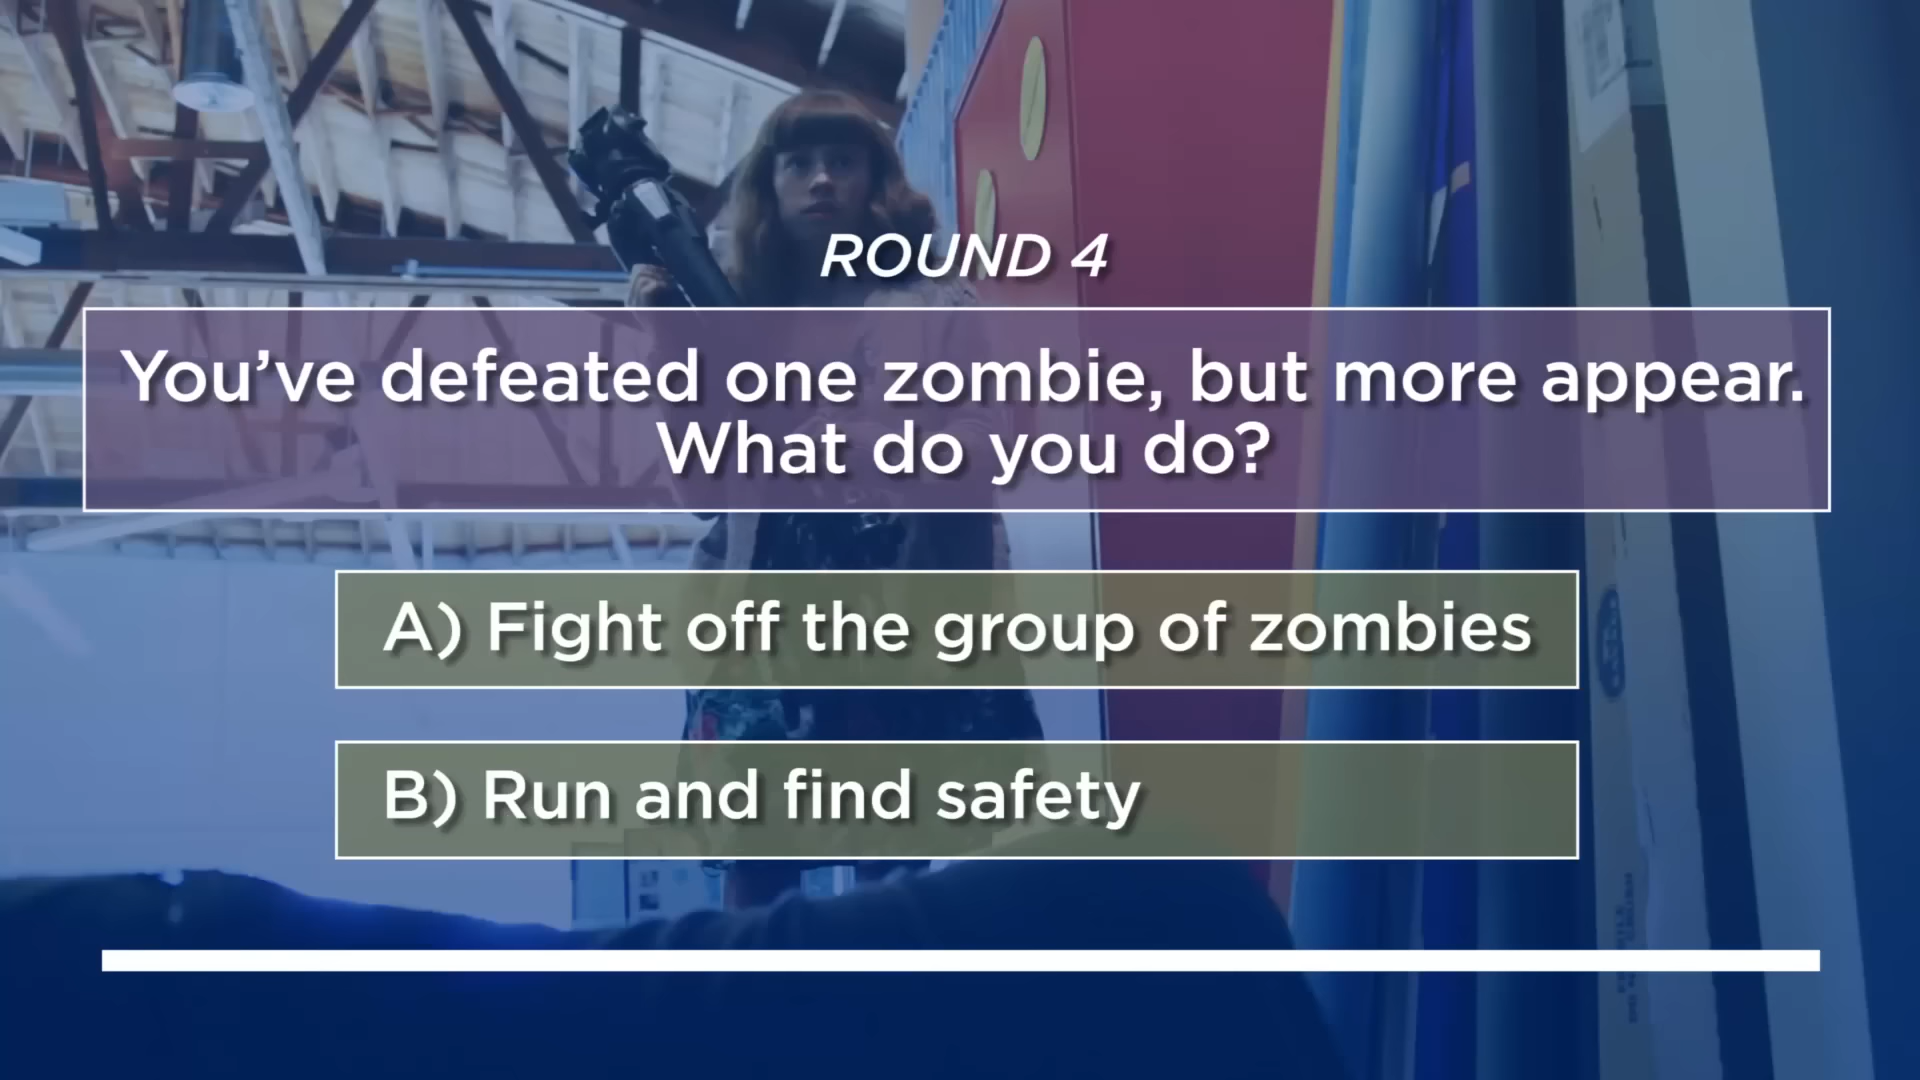 ROUND 4
You’ve defeated one zombie, but more appear.
What do you do?
A) Fight off the group of zombies
B) Run and find safety